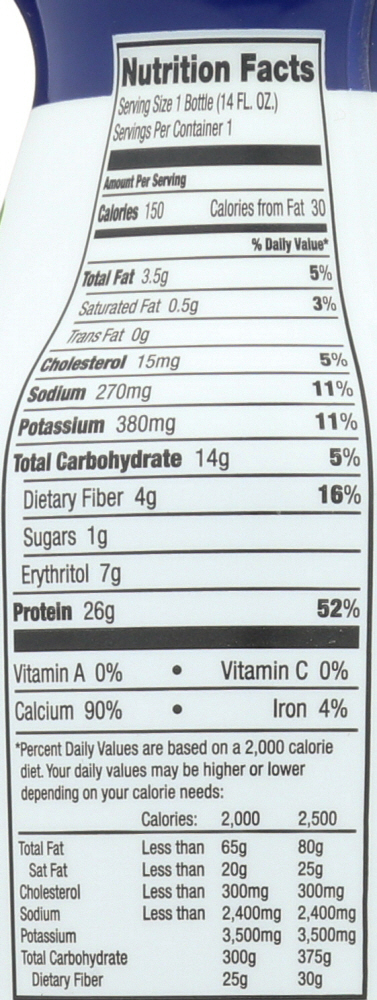 Nutrition Facts
Serving Size 1 Bottle (14 FL. OZ.)
Servings Per Container 1
Amount Per Serving
Calories 150 Calories from Fat 30
% Daily Value*
Total Fat 3.5g 5%
Saturated Fat 0.5g 3%
Trans Fat 0g
Cholesterol 15mg 5%
Sodium 270mg 11%
Potassium 380mg 11%
Total Carbohydrate 14g 5%
Dietary Fiber 4g 16%
Sugars 1g
Erythritol 7g
Protein 26g 52%
Vitamin A 0% • Vitamin C 0%
Calcium 90% • Iron 4%
*Percent Daily Values are based on a 2,000 calorie
diet. Your daily values may be higher or lower
depending on your calorie needs:
Calories: 2,000 2,500
Total Fat Less than 65g 80g
Sat Fat Less than 20g 25g
Cholesterol Less than 300mg 300mg
Sodium Less than 2,400mg 2,400mg
Potassium 3,500mg 3,500mg
Total Carbohydrate 300g 375g
Dietary Fiber 25g 30g